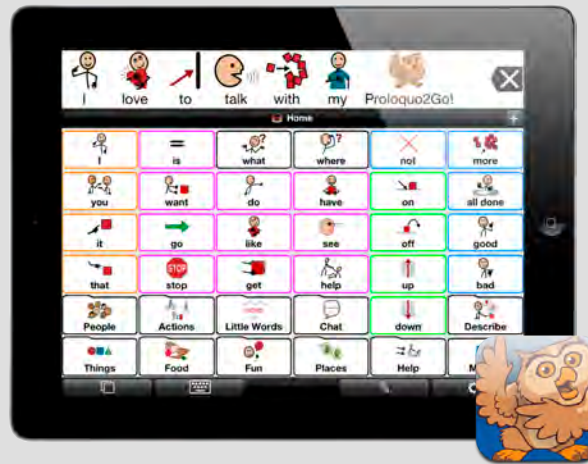 I love to talk with my Proloquo2Go!
Home
I is what where not more
you want do have on all done
it go like see off good
that STOP stop get help up bad
People Actions Little Words Chat down Describe
Things Food Fun Places Help